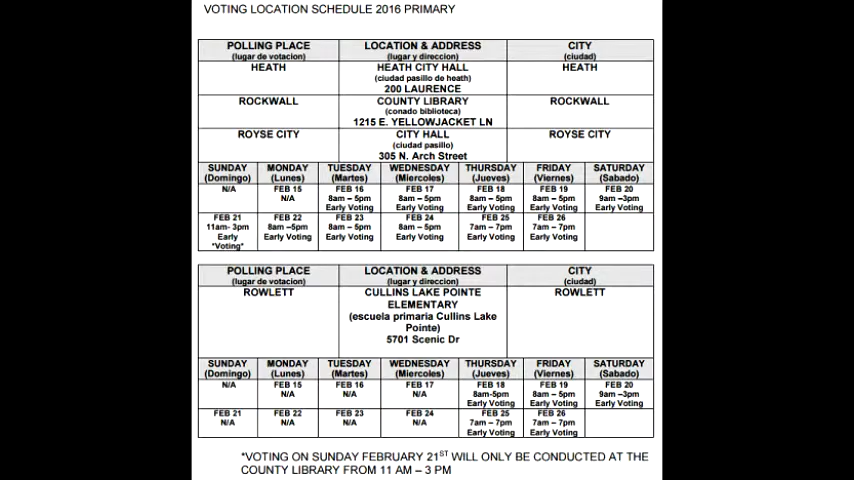 VOTING LOCATION SCHEDULE 2016 PRIMARY
POLLING PLACE LOCATION & ADDRESS CITY
(lugar de votacion) (lugar y direccion) (ciudad)
HEATH HEATH CITY HALL HEATH
(ciudad pasillo de heath)
200 LAURENCE
ROCKWALL COUNTY LIBRARY ROCKWALL
(conado biblioteca)
1215 E. YELLOWJACKET LN
ROYSE CITY CITY HALL ROYSE CITY
(ciudad pasillo)
305 N. Arch Street
SUNDAY MONDAY TUESDAY WEDNESDAY THURSDAY FRIDAY SATURDAY
(Domingo) (Lunes) (Martes) (Miercoles) (Jueves) (Viernes) (Sabado)
N/A FEB 15 FEB 16 FEB 17 FEB 18 FEB 19 FEB 20
N/A 8am – 5pm 8am – 5pm 8am – 5pm 8am – 5pm 9am –3pm
Early Voting Early Voting Early Voting Early Voting Early Voting
FEB 21 FEB 22 FEB 23 FEB 24 FEB 25 FEB 26
11am- 3pm 8am –5pm 8am – 5pm 8am – 5pm 7am – 7pm 7am – 7pm
Early Early Voting Early Voting Early Voting Early Voting Early Voting
*Voting*
POLLING PLACE LOCATION & ADDRESS CITY
(lugar de votacion) (lugar y direccion) (ciudad)
ROWLETT CULLINS LAKE POINTE ROWLETT
ELEMENTARY
(escuela primaria Cullins Lake
Pointe)
5701 Scenic Dr
SUNDAY MONDAY TUESDAY WEDNESDAY THURSDAY FRIDAY SATURDAY
(Domingo) (Lunes) (Martes) (Miercoles) (Jueves) (Viernes) (Sabado)
N/A FEB 15 FEB 16 FEB 17 FEB 18 FEB 19 FEB 20
N/A N/A N/A 8am-5pm 8am – 5pm 9am –3pm
Early Voting Early Voting Early Voting
FEB 21 FEB 22 FEB 23 FEB 24 FEB 25 FEB 26
N/A N/A N/A N/A 7am – 7pm 7am – 7pm
Early Voting Early Voting
*VOTING ON SUNDAY FEBRUARY 21ST WILL ONLY BE CONDUCTED AT THE
COUNTY LIBRARY FROM 11 AM – 3 PM